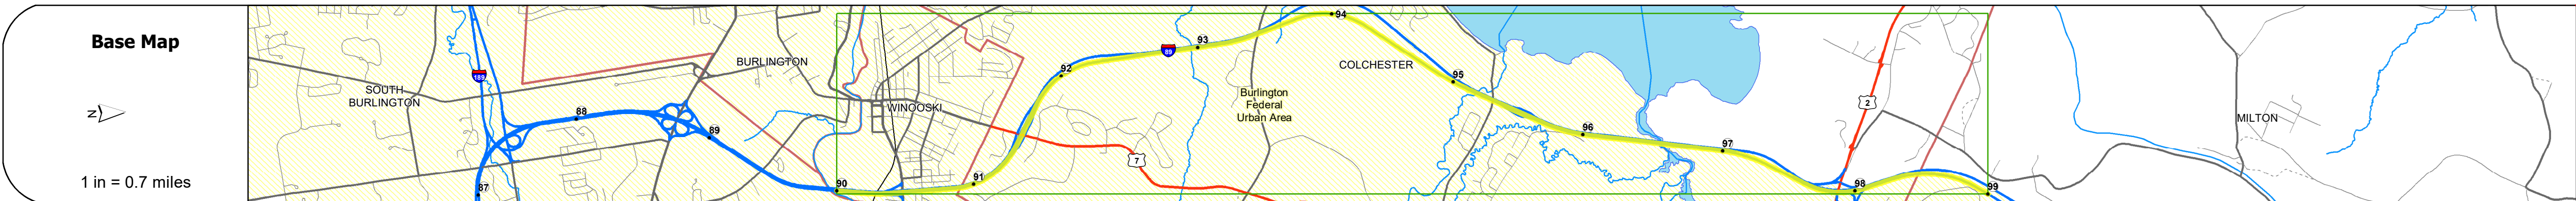 Base Map
N
1 in = 0.7 miles
SOUTH
BURLINGTON
189
87
88
89
BURLINGTON
90
WINOOSKI
91
92
7
89
93
Burlington
Federal
Urban Area
94
COLCHESTER
95
96
97
2
98
99
MILTON